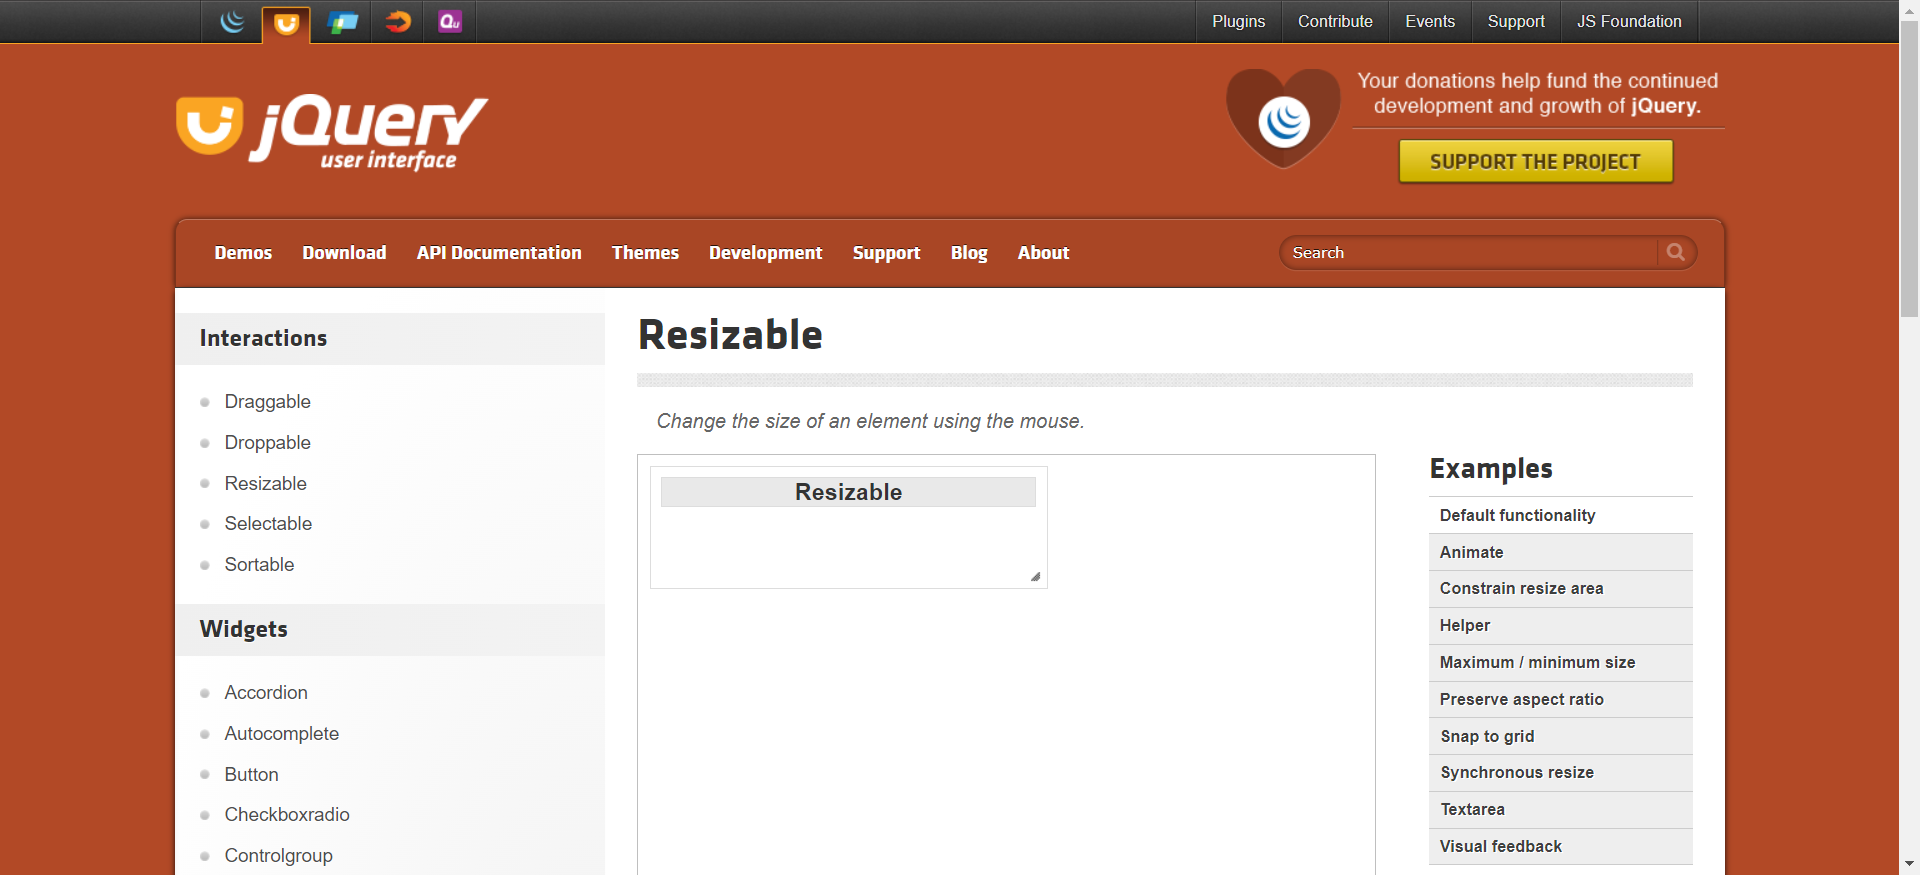 Qu
Plugins
Contribute
Events
Support
JS Foundation
jQuery
user interface
Your donations help fund the continued
development and growth of jQuery.
SUPPORT THE PROJECT
Demos
Download
API Documentation
Themes
Development
Support
Blog
About
Search
Interactions
Draggable
Droppable
Resizable
Selectable
Sortable
Widgets
Accordion
Autocomplete
Button
Checkboxradio
Controlgroup
Resizable
Change the size of an element using the mouse.
Resizable
Examples
Default functionality
Animate
Constrain resize area
Helper
Maximum / minimum size
Preserve aspect ratio
Snap to grid
Synchronous resize
Textarea
Visual feedback